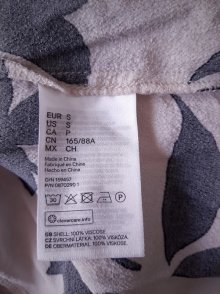 EUR S
US S
CA P
CN 165/88A
MX CH
Made in China
Fabriqué en Chine
Hecho en China
30
clevercare.info
GB SHELL: 100% VISCOSE
CZ SVRCHNÍ LÁTKA: 100% VISKÓZA
DE OBERMATERIAL: 100% VISKOSE